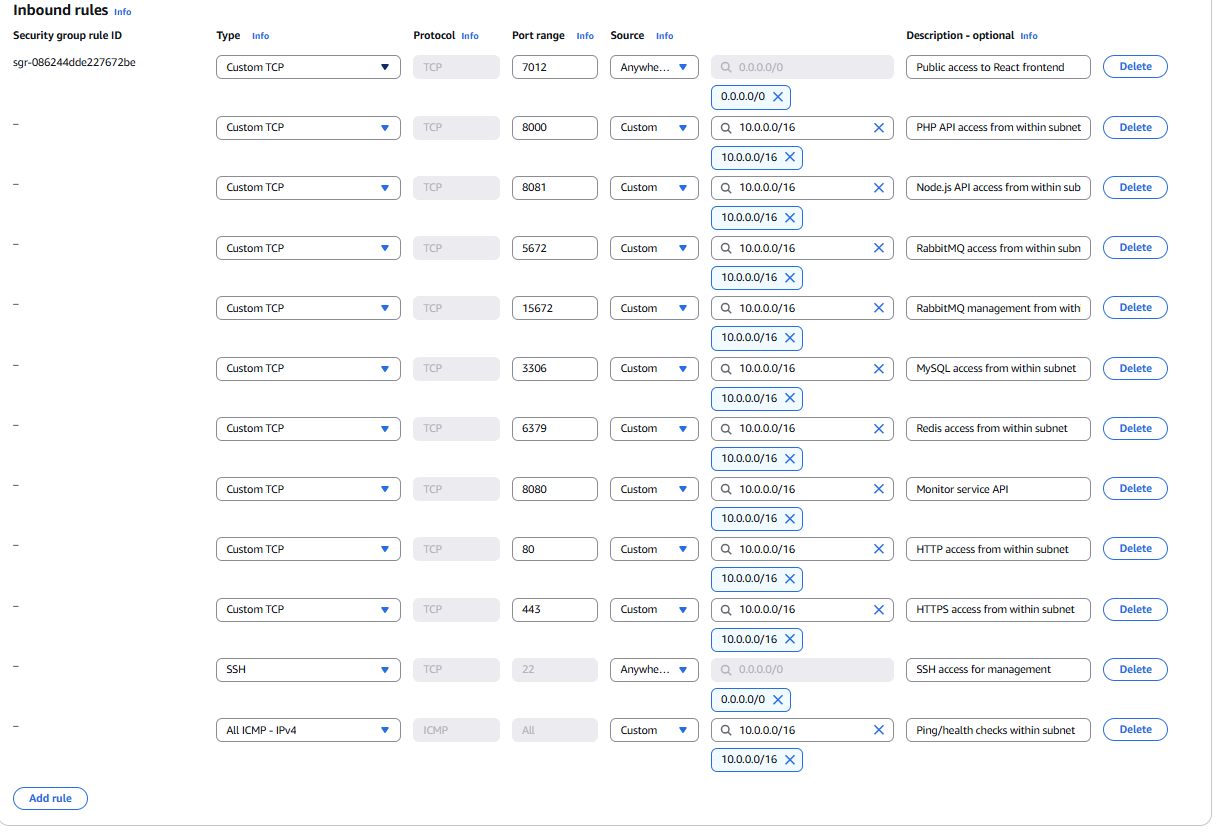 Inbound rules Info
Security group rule ID Type Info Protocol Info Port range Info Source Info Description - optional Info
sgr-086244dde227672be Custom TCP TCP 7012 Anywhe... 0.0.0.0/0 Public access to React frontend Delete
0.0.0.0/0
– Custom TCP TCP 8000 Custom 10.0.0.0/16 PHP API access from within subnet Delete
10.0.0.0/16
– Custom TCP TCP 8081 Custom 10.0.0.0/16 Node.js API access from within sub Delete
10.0.0.0/16
– Custom TCP TCP 5672 Custom 10.0.0.0/16 RabbitMQ access from within subn Delete
10.0.0.0/16
– Custom TCP TCP 15672 Custom 10.0.0.0/16 RabbitMQ management from with Delete
10.0.0.0/16
– Custom TCP TCP 3306 Custom 10.0.0.0/16 MySQL access from within subnet Delete
10.0.0.0/16
– Custom TCP TCP 6379 Custom 10.0.0.0/16 Redis access from within subnet Delete
10.0.0.0/16
– Custom TCP TCP 8080 Custom 10.0.0.0/16 Monitor service API Delete
10.0.0.0/16
– Custom TCP TCP 80 Custom 10.0.0.0/16 HTTP access from within subnet Delete
10.0.0.0/16
– Custom TCP TCP 443 Custom 10.0.0.0/16 HTTPS access from within subnet Delete
10.0.0.0/16
– SSH TCP 22 Anywhe... 0.0.0.0/0 SSH access for management Delete
0.0.0.0/0
– All ICMP - IPv4 ICMP All Custom 10.0.0.0/16 Ping/health checks within subnet Delete
10.0.0.0/16
Add rule